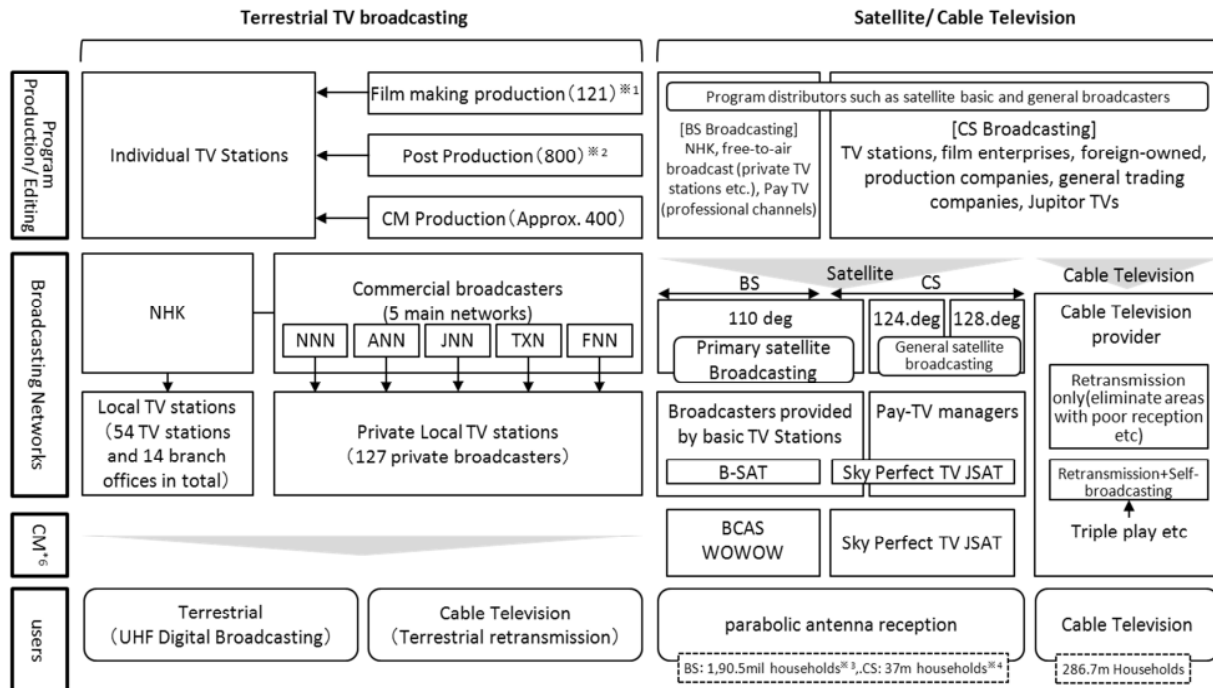 Terrestrial TV broadcasting
Satellite/ Cable Television
Program
Production/ Editing
Individual TV Stations
Film making production（121）※1
Post Production（800）※2
CM Production（Approx. 400）
Program distributors such as satellite basic and general broadcasters
[BS Broadcasting]
NHK, free-to-air
broadcast (private TV
stations etc.), Pay TV
(professional channels)
[CS Broadcasting]
TV stations, film enterprises, foreign-owned,
production companies, general trading
companies, Jupitor TVs
Broadcasting Networks
NHK
Commercial broadcasters
(5 main networks)
NNN
ANN
JNN
TXN
FNN
Local TV stations
（54 TV stations
and 14 branch
offices in total）
Private Local TV stations
（127 private broadcasters）
Satellite
BS
CS
110 deg
124.deg
128.deg
Primary satellite
Broadcasting
General satellite
broadcasting
Broadcasters provided
by basic TV Stations
B-SAT
Pay-TV managers
Sky Perfect TV JSAT
Cable Television
Cable Television
provider
Retransmission
only(eliminate areas
with poor reception
etc)
Retransmission+Self-
broadcasting
Triple play etc
CM*6
BCAS
WOWOW
Sky Perfect TV JSAT
users
Terrestrial
（UHF Digital Broadcasting）
Cable Television
（Terrestrial retransmission）
parabolic antenna reception
BS: 1,90.5mil households※3,.CS: 37m households※4
Cable Television
286.7m Households